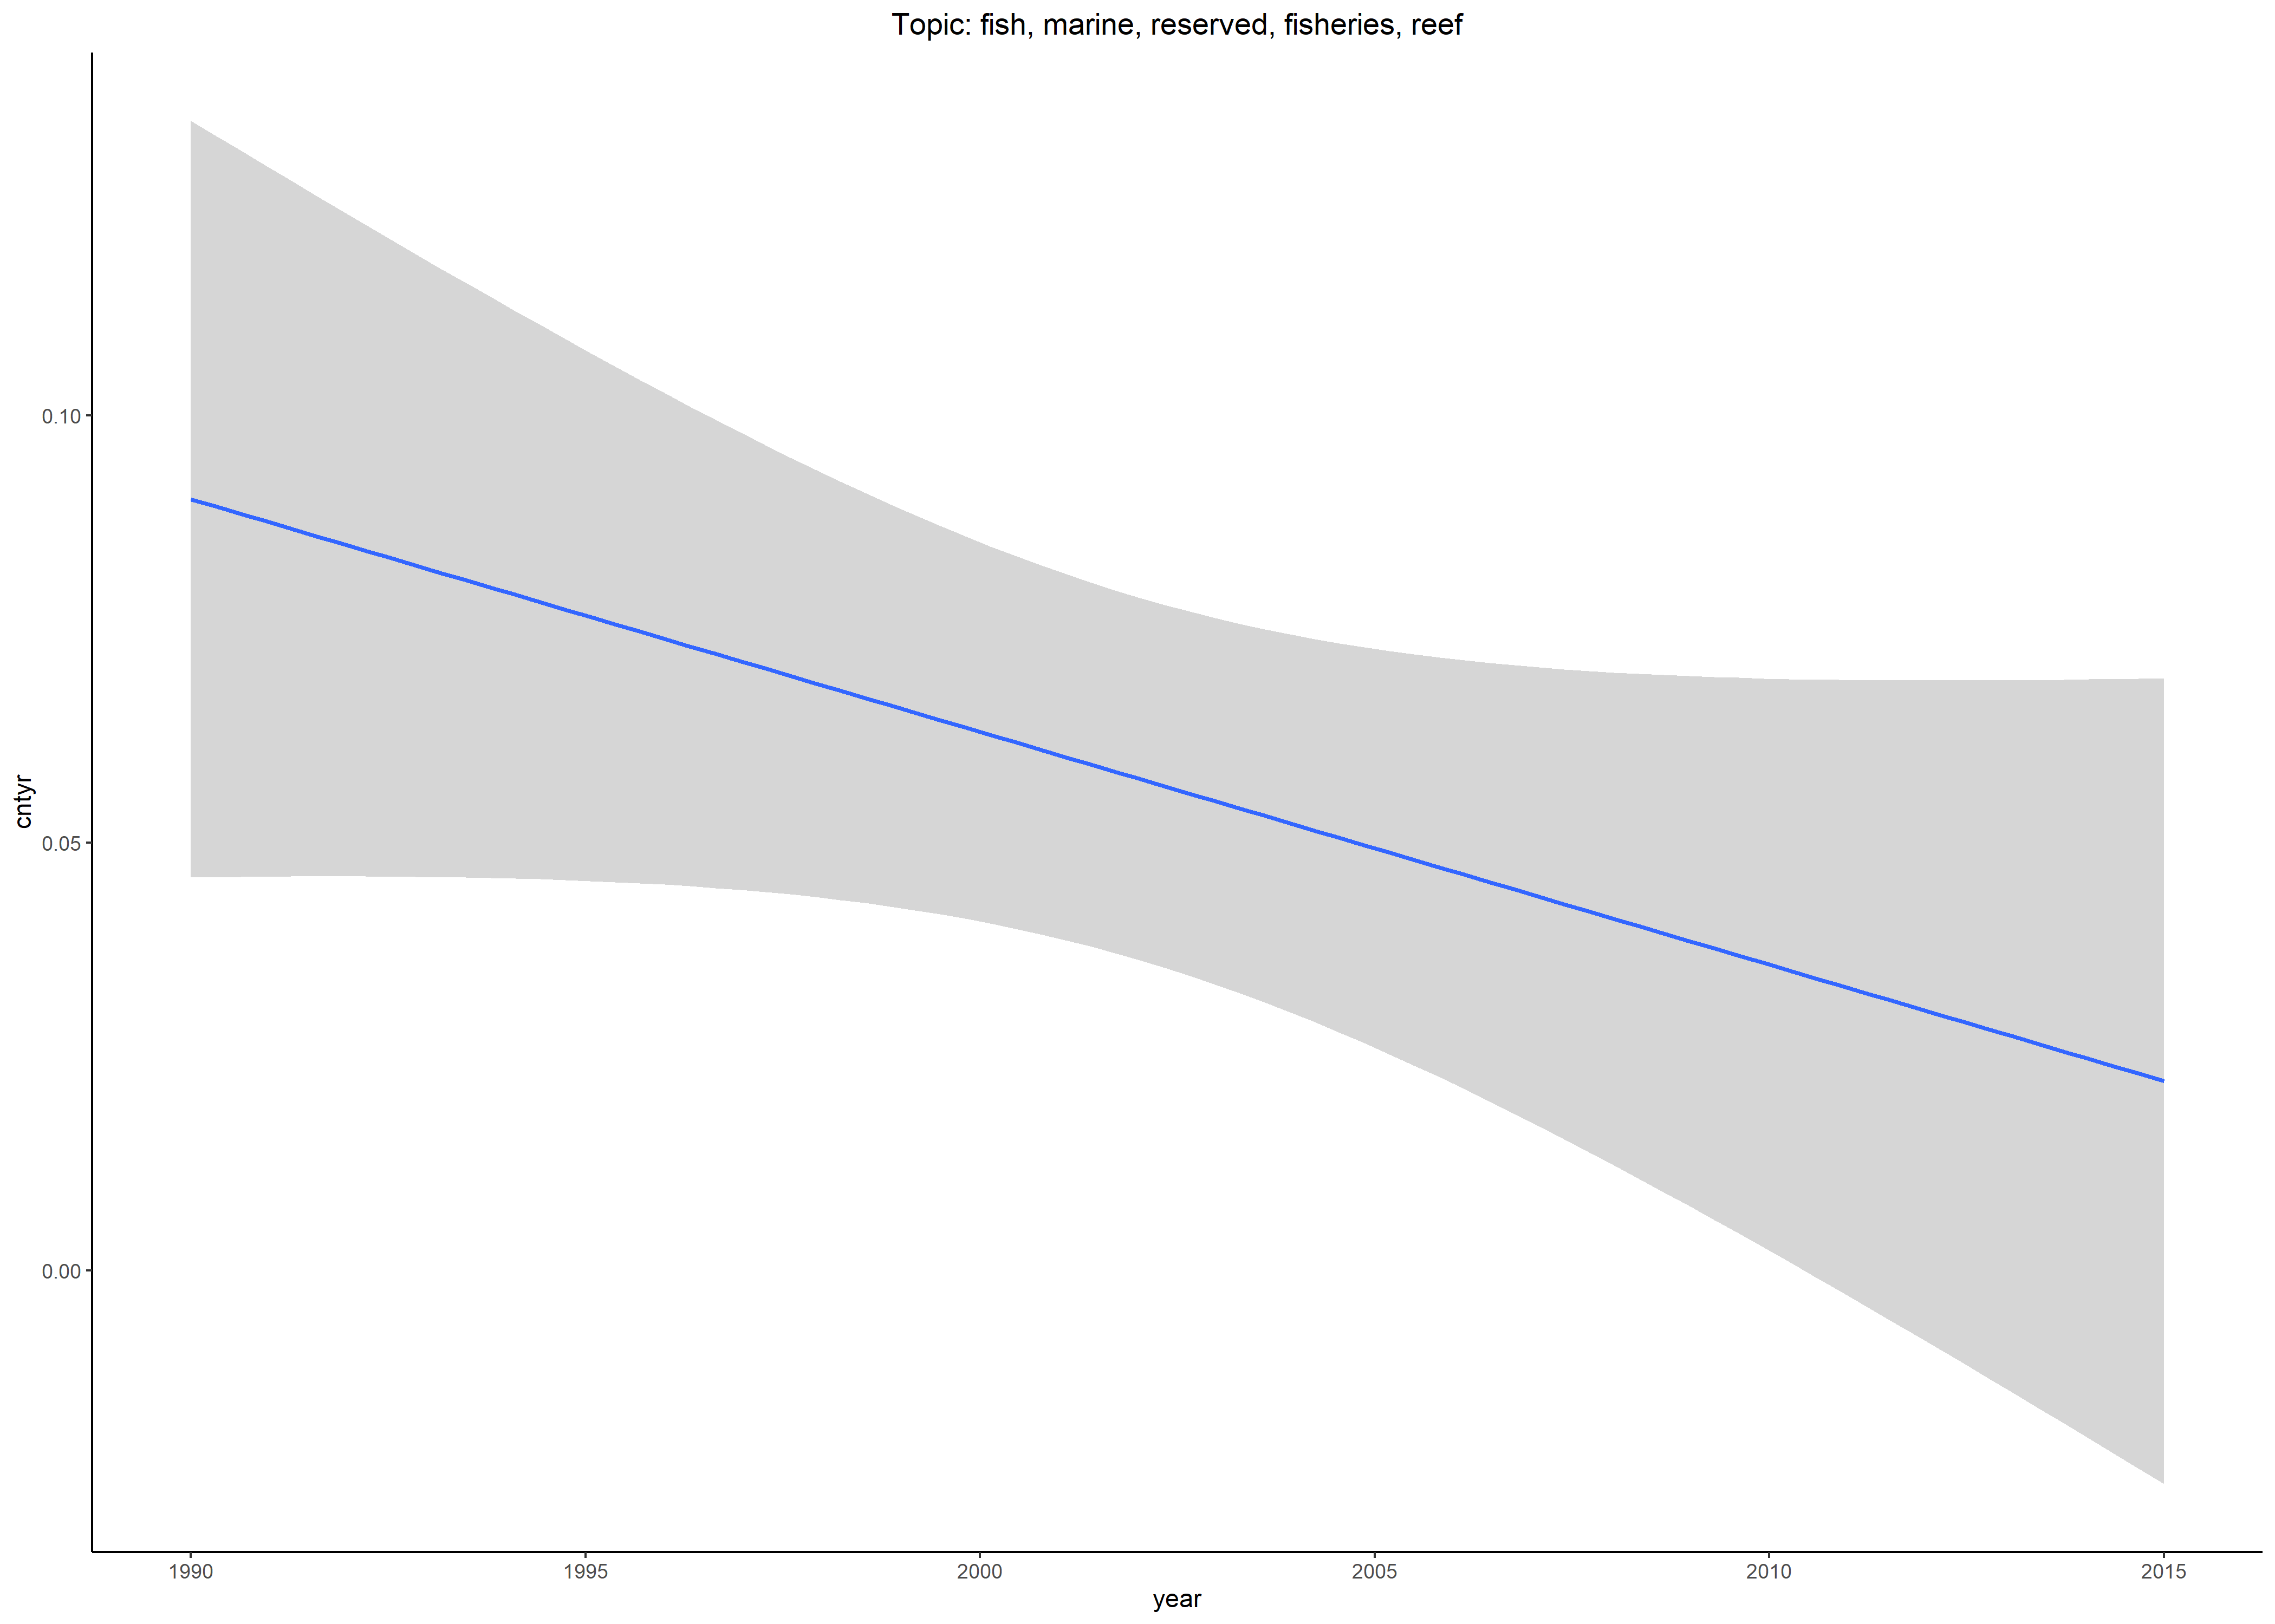 Topic: fish, marine, reserved, fisheries, reef
cntyr
0.10
0.05
0.00
1990 1995 2000 2005 2010 2015
year